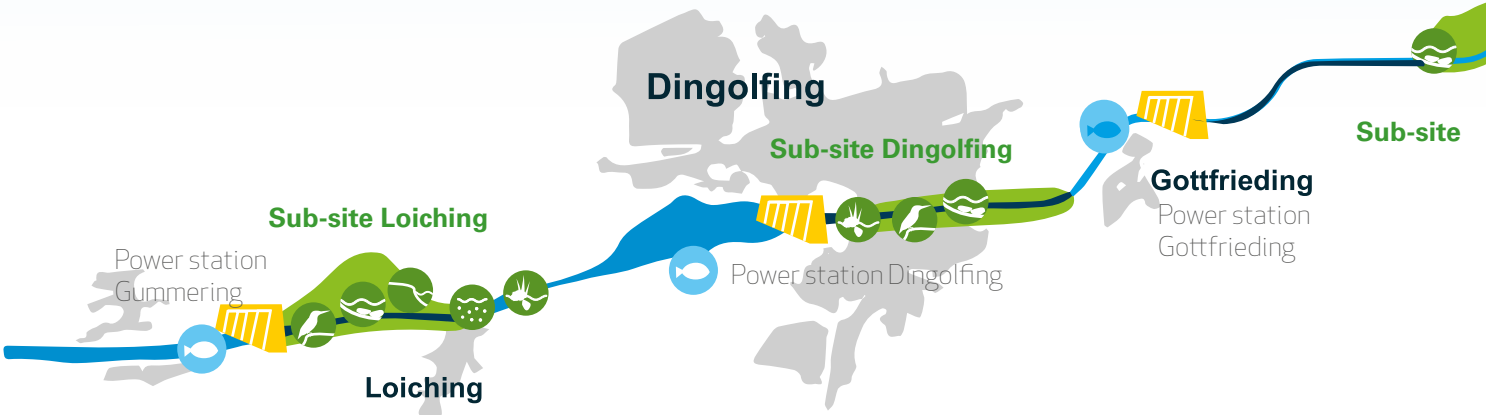 Dingolfing
Sub-site Dingolfing
Sub-site
Gottfrieding
Power station
Gottfrieding
Sub-site Loiching
Power station
Gummering
Power station Dingolfing
Loiching